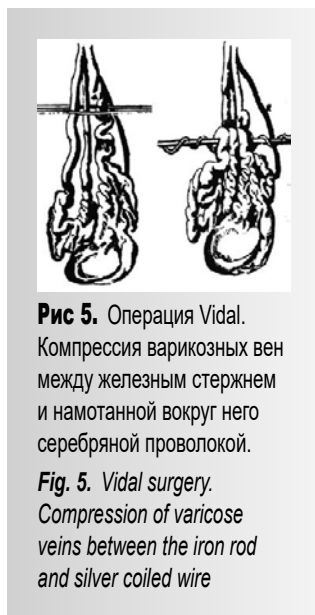 Рис 5. Операция Vidal.
Компрессия варикозных вен
между железным стержнем
и намотанной вокруг него
серебряной проволокой.
Fig. 5. Vidal surgery.
Compression of varicose
veins between the iron rod
and silver coiled wire